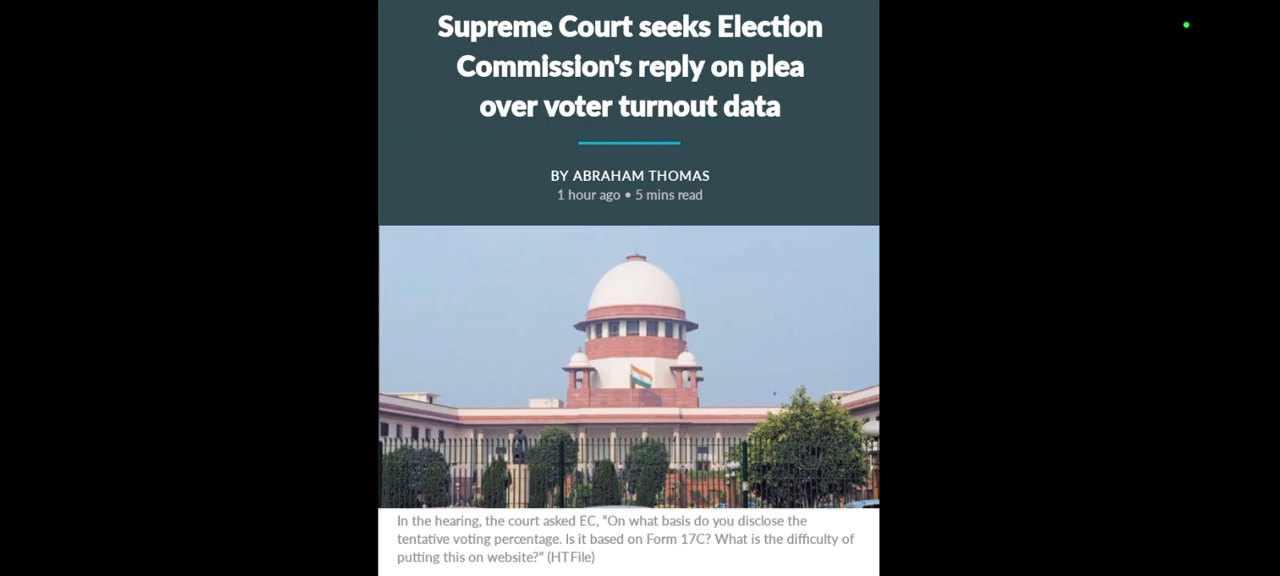 Supreme Court seeks Election
Commission's reply on plea
over voter turnout data
BY ABRAHAM THOMAS
1 hour ago • 5 mins read
In the hearing, the court asked EC, “On what basis do you disclose the
tentative voting percentage. Is it based on Form 17C? What is the difficulty of
putting this on website?” (HTFile)